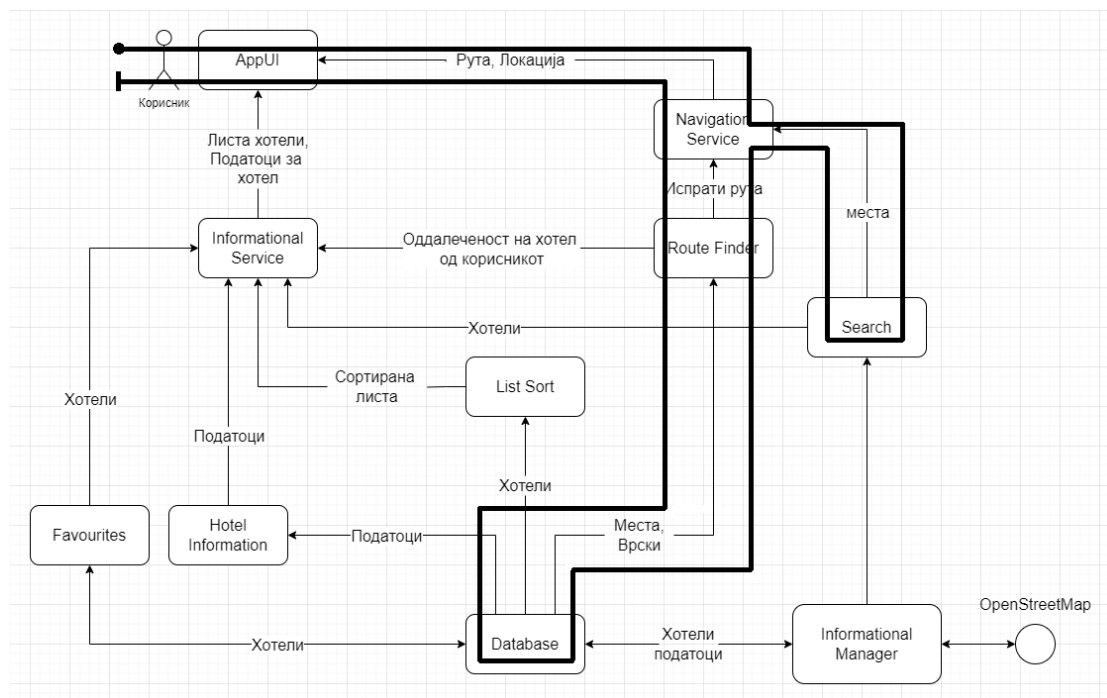 AppUI
Рута, Локација
Корисник
Navigation
Service
Листа хотели,
Податоци за
хотел
Испрати рута
места
Informational
Service
Оддалеченост на хотел
од корисникот
Route Finder
Хотели
Search
Сортирана
листа
List Sort
Хотели
Податоци
Хотели
Favourites
Hotel
Information
Податоци
Места,
Врски
OpenStreetMap
Хотели
Database
Хотели
податоци
Informational
Manager